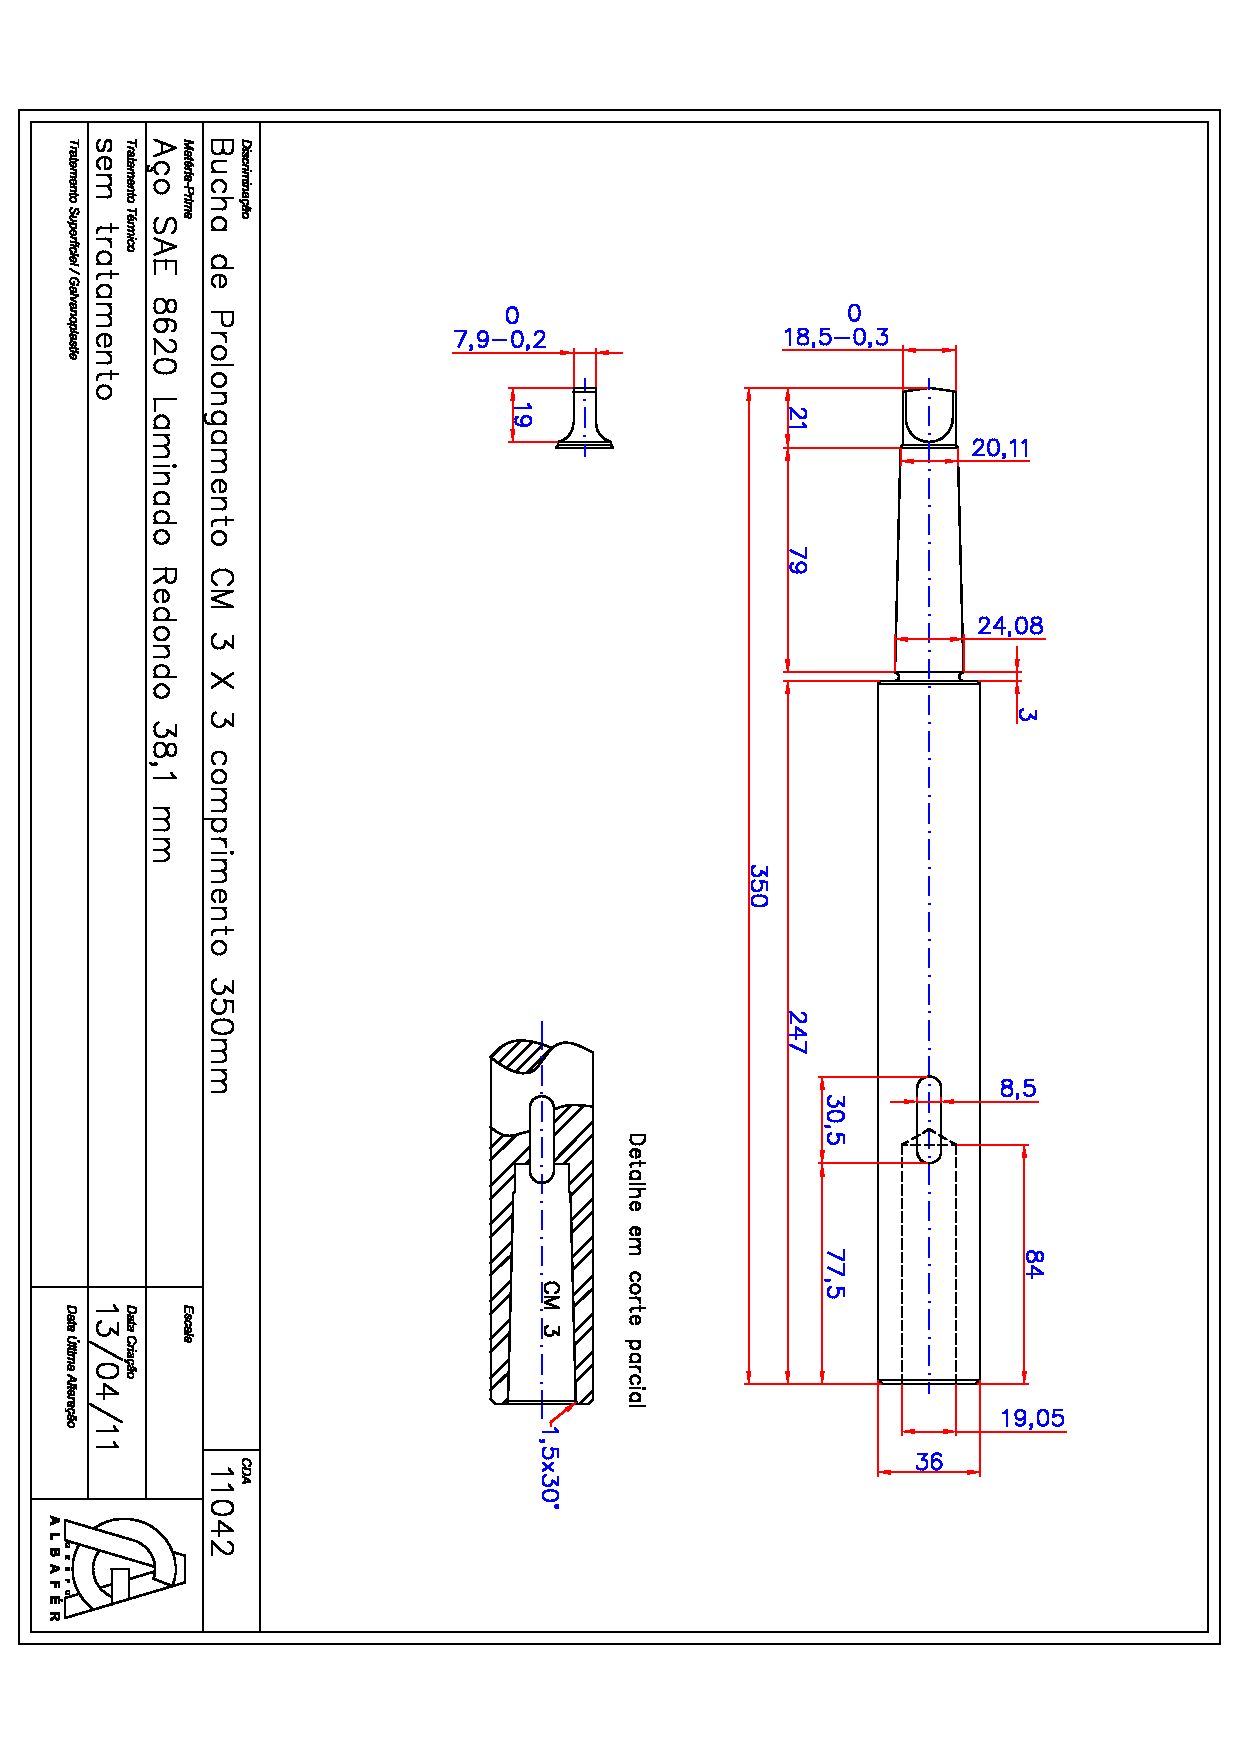 0
18,5-0,3
21
20,11
79
24,08
3
350
247
8,5
30,5
77,5
84
19,05
36
0
7,9-0,2
19
Detalhe em corte parcial
CM 3
1,5x30°
Discriminação
Bucha de Prolongamento CM 3 X 3 comprimento 350mm
CDA
11042
Matéria-Prima
Aço SAE 8620 Laminado Redondo 38,1 mm
Escala
Tratamento Térmico
sem tratamento
Data Criação
13/04/11
Tratamento Superficial / Galvanoplastie
Data Última Alteração
ALBAFÉR